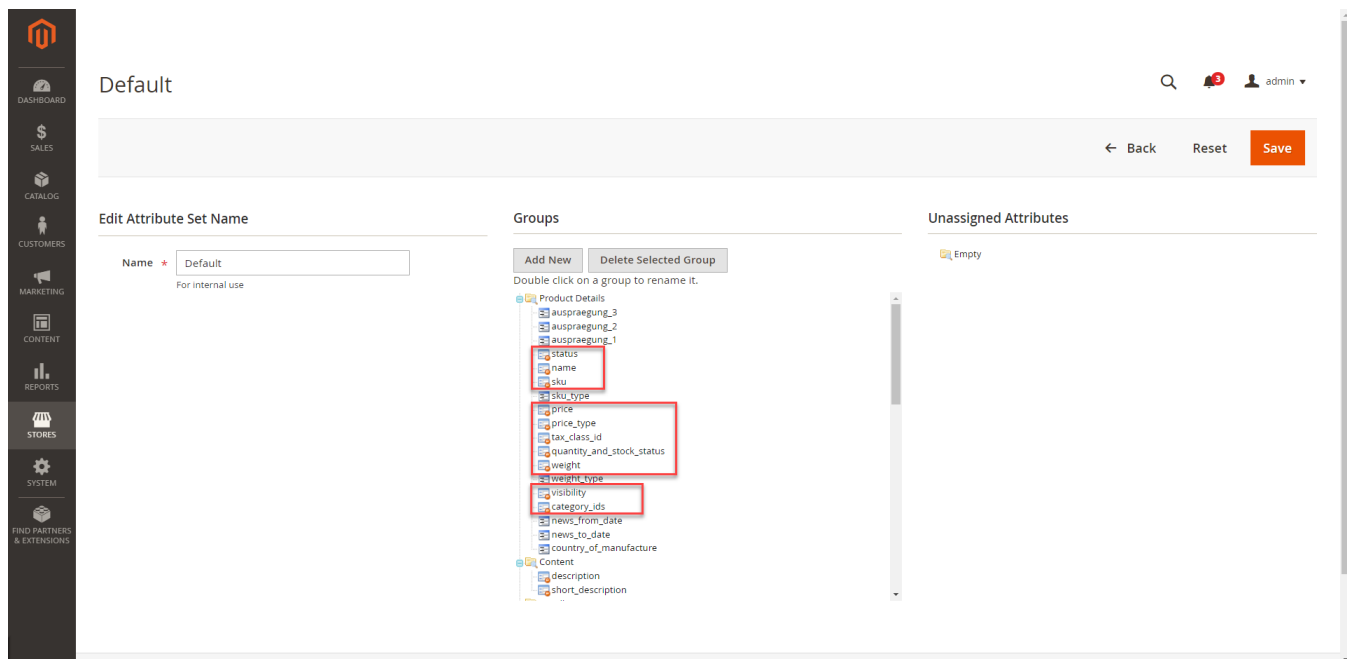 DASHBOARD
SALES
CATALOG
CUSTOMERS
MARKETING
CONTENT
REPORTS
STORES
SYSTEM
FIND PARTNERS
& EXTENSIONS
Default
3
admin
Back
Reset
Save
Edit Attribute Set Name
Name *
Default
For internal use
Groups
Add New
Delete Selected Group
Double click on a group to rename it.
Product Details
auspraegung_3
auspraegung_2
auspraegung_1
status
name
sku
sku_type
price
price_type
tax_class_id
quantity_and_stock_status
weight
weight_type
visibility
category_ids
news_from_date
news_to_date
country_of_manufacture
Content
description
short_description
Unassigned Attributes
Empty